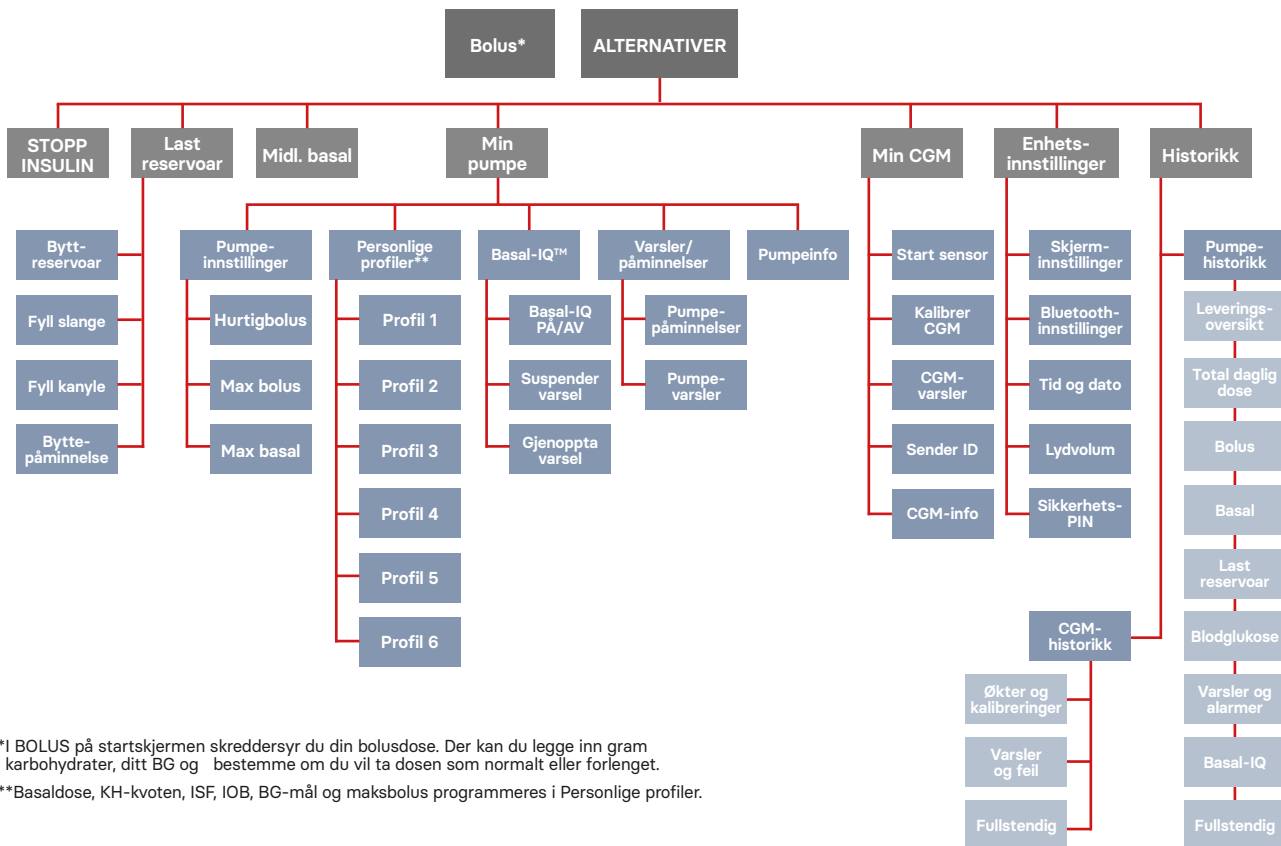 Bolus*
ALTERNATIVER
STOPP
INSULIN
Last
reservoar
Midl. basal
Min
pumpe
Min CGM
Enhets-
innstillinger
Historikk
Bytt-
reservoar
Fyll slange
Fyll kanyle
Bytte-
påminnelse
Pumpe-
innstillinger
Hurtigbolus
Max bolus
Max basal
Personlige
profiler**
Profil 1
Profil 2
Profil 3
Profil 4
Profil 5
Profil 6
Basal-IQ™
Basal-IQ
PÅ/AV
Suspender
varsel
Gjenoppta
varsel
Varsler/
påminnelser
Pumpe-
påminnelser
Pumpe-
varsler
Pumpeinfo
Start sensor
Kalibrer
CGM
CGM-
varsler
Sender ID
CGM-info
Skjerm-
innstillinger
Bluetooth-
innstillinger
Tid og dato
Lydvolum
Sikkerhets-
PIN
Pumpe-
historikk
Leverings-
oversikt
Total daglig
dose
Bolus
Basal
Last
reservoar
Blodglukose
Varsler og
alarmer
Basal-IQ
Fullstendig
CGM-
historikk
Økter og
kalibreringer
Varsler
og feil
Fullstendig
*I BOLUS på startskjermen skreddersyr du din bolusdose. Der kan du legge inn gram
karbohydrater, ditt BG og bestemme om du vil ta dosen som normalt eller forlenget.
**Basaldose, KH-kvoten, ISF, IOB, BG-mål og maksbolus programmeres i Personlige profiler.